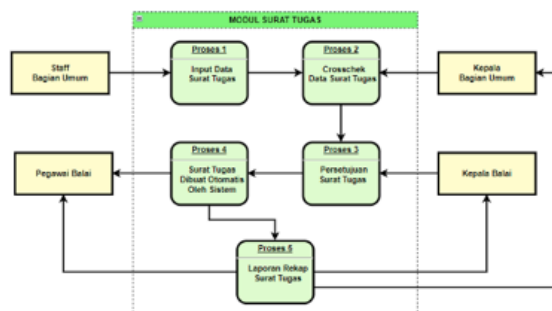 MODUL SURAT TUGAS
Staff
Bagian Umum
Proses 1
Input Data
Surat Tugas
Proses 2
Crosschek
Data Surat Tugas
Kepala
Bagian Umum
Pegawai Balai
Proses 4
Surat Tugas
Dibuat Otomatis
Oleh Sistem
Proses 3
Persetujuan
Surat Tugas
Kepala Balai
Proses 5
Laporan Rekap
Surat Tugas